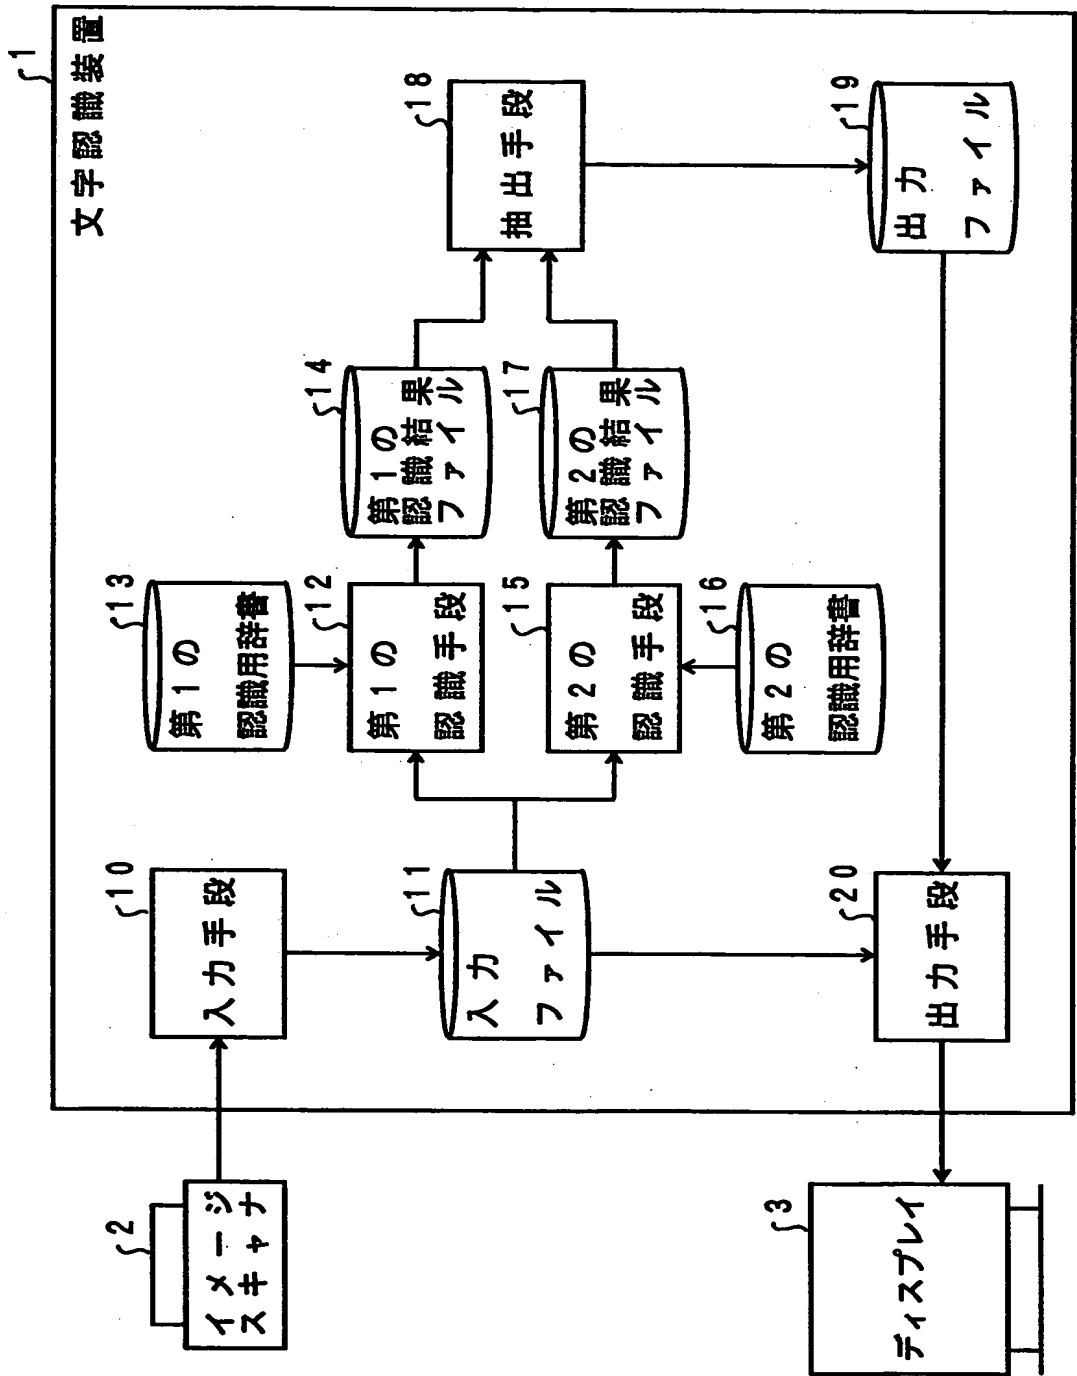 1
文字認識装置
2
イメージ
スキャナ
10
入力手段
11
入力
ファイル
13
第1の
認識用辞書
12
第1の
認識手段
14
第1の
認識結果
ファイル
15
第2の
認識手段
16
第2の
認識用辞書
17
第2の
認識結果
ファイル
18
抽出手段
19
出力
ファイル
20
出力手段
3
ディスプレイ